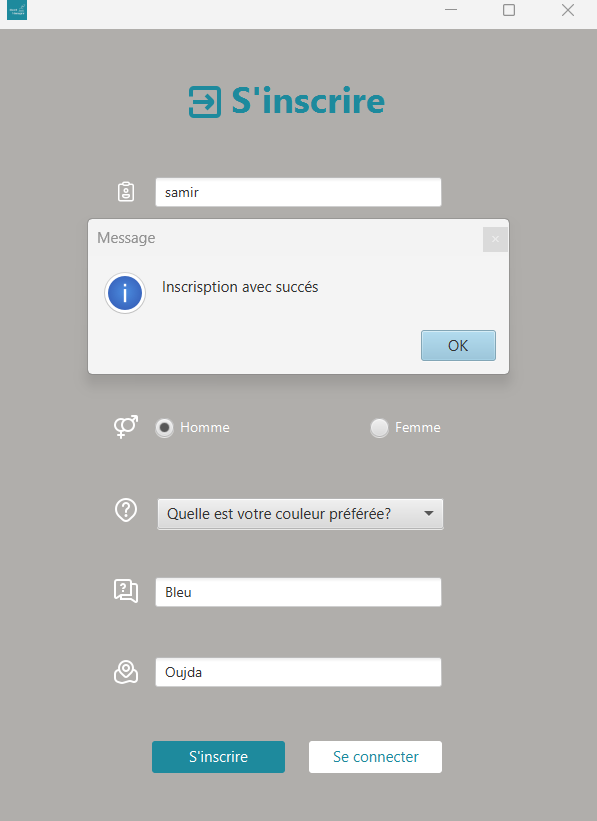 S'inscrire
samir
Message
Inscrisption avec succés
OK
Homme
Femme
Quelle est votre couleur préférée?
Bleu
Oujda
S'inscrire
Se connecter